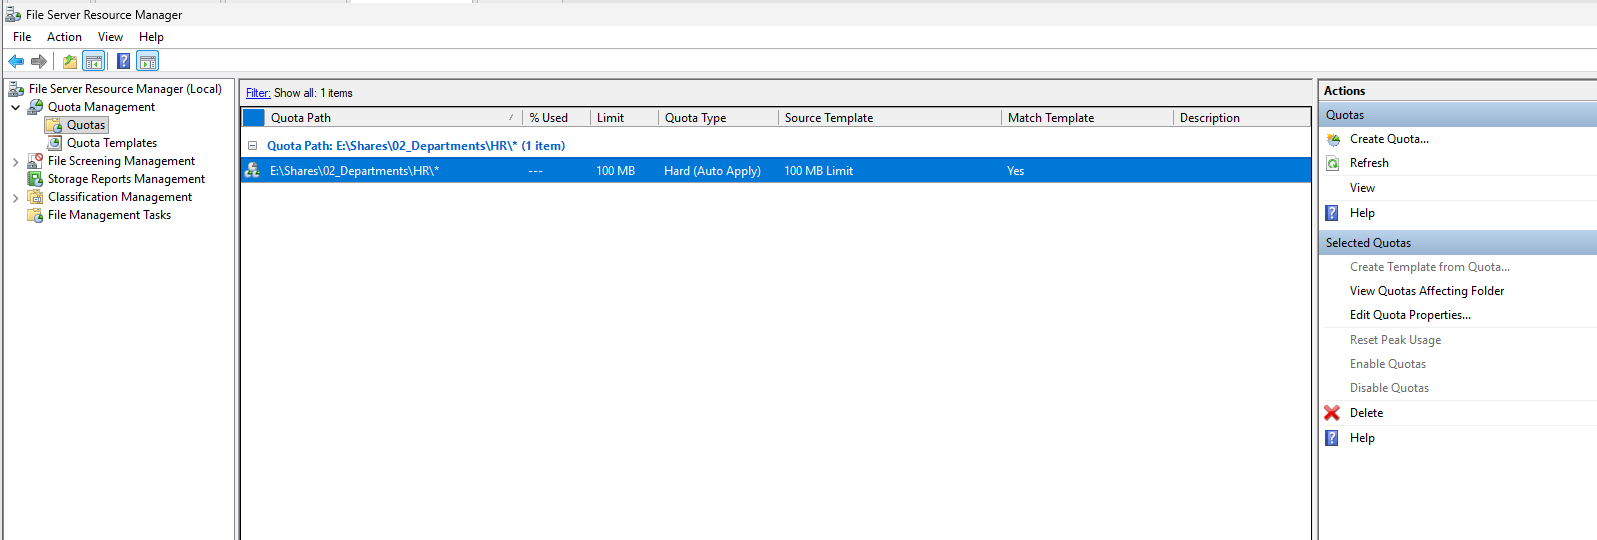 File Server Resource Manager
File Action View Help
File Server Resource Manager (Local)
Quota Management
Quotas
Quota Templates
File Screening Management
Storage Reports Management
Classification Management
File Management Tasks
Filter: Show all: 1 items
Quota Path / % Used Limit Quota Type Source Template Match Template Description
Quota Path: E:\Shares\02_Departments\HR\* (1 item)
E:\Shares\02_Departments\HR\* --- 100 MB Hard (Auto Apply) 100 MB Limit Yes
Actions
Quotas
Create Quota...
Refresh
View
Help
Selected Quotas
Create Template from Quota...
View Quotas Affecting Folder
Edit Quota Properties...
Reset Peak Usage
Enable Quotas
Disable Quotas
Delete
Help